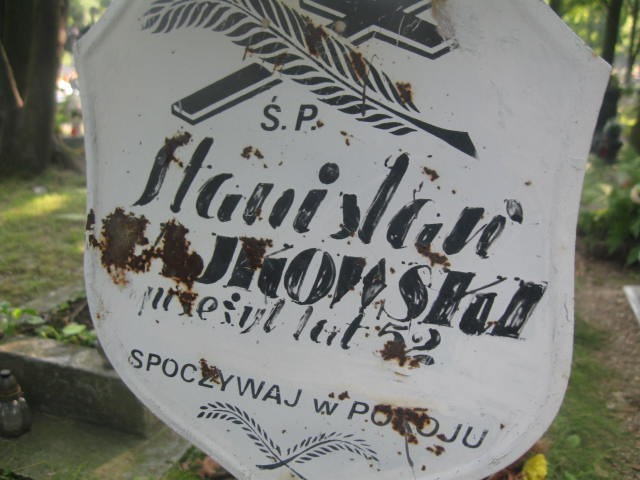 Ś.P.
Stanisław
przeżył lat 52
SPOCZYWAJ W POKOJU